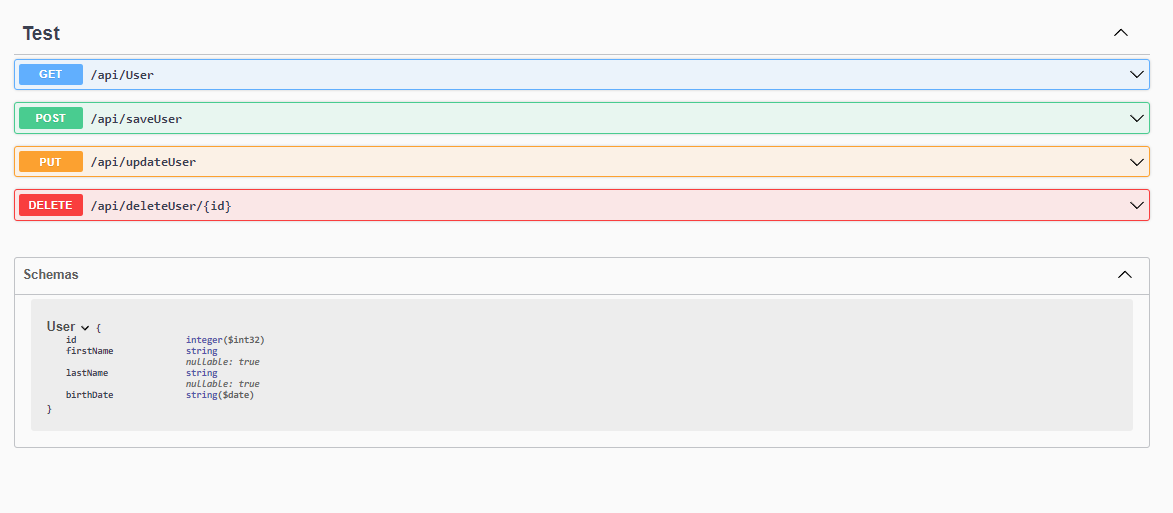 Test
GET /api/User
POST /api/saveUser
PUT /api/updateUser
DELETE /api/deleteUser/{id}
Schemas
User {
id integer($int32)
firstName string
nullable: true
lastName string
nullable: true
birthDate string($date)
}